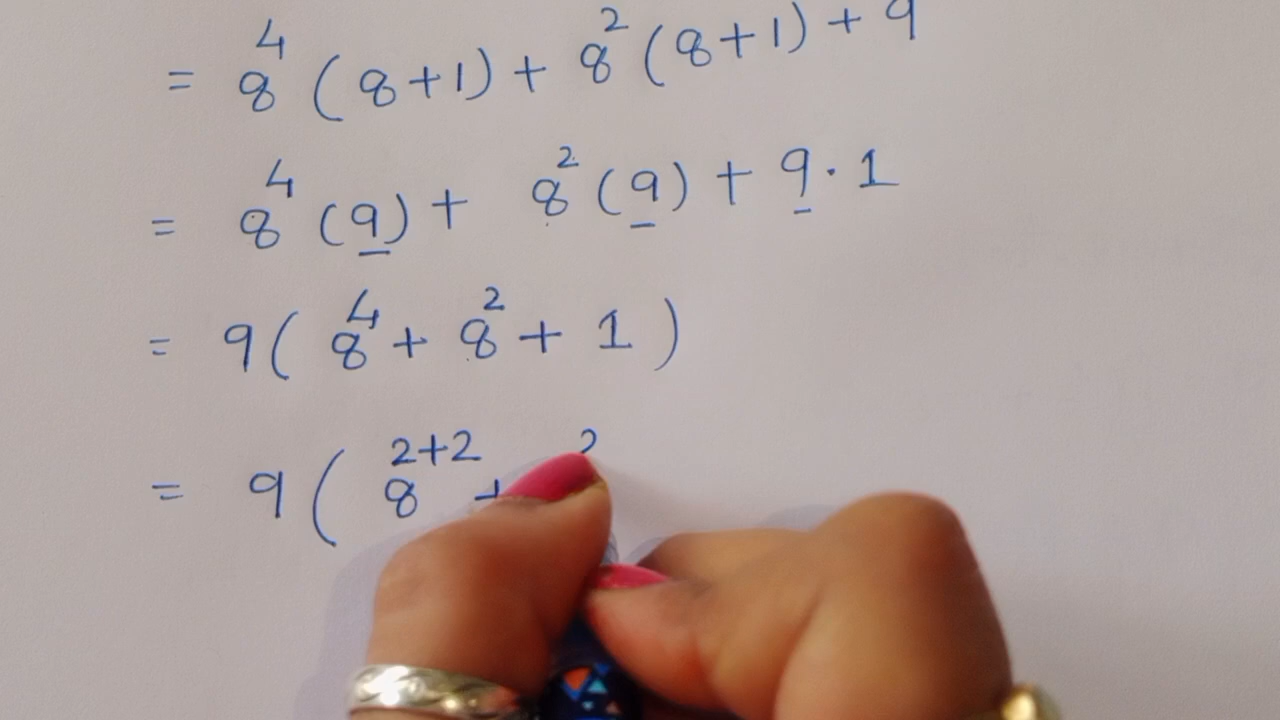 = 8⁴ (8+1) + 8² (8+1) + 9
= 8⁴ (9) + 8² (9) + 9 · 1
= 9 ( 8⁴ + 8² + 1 )
= 9 ( 8²⁺² + ²